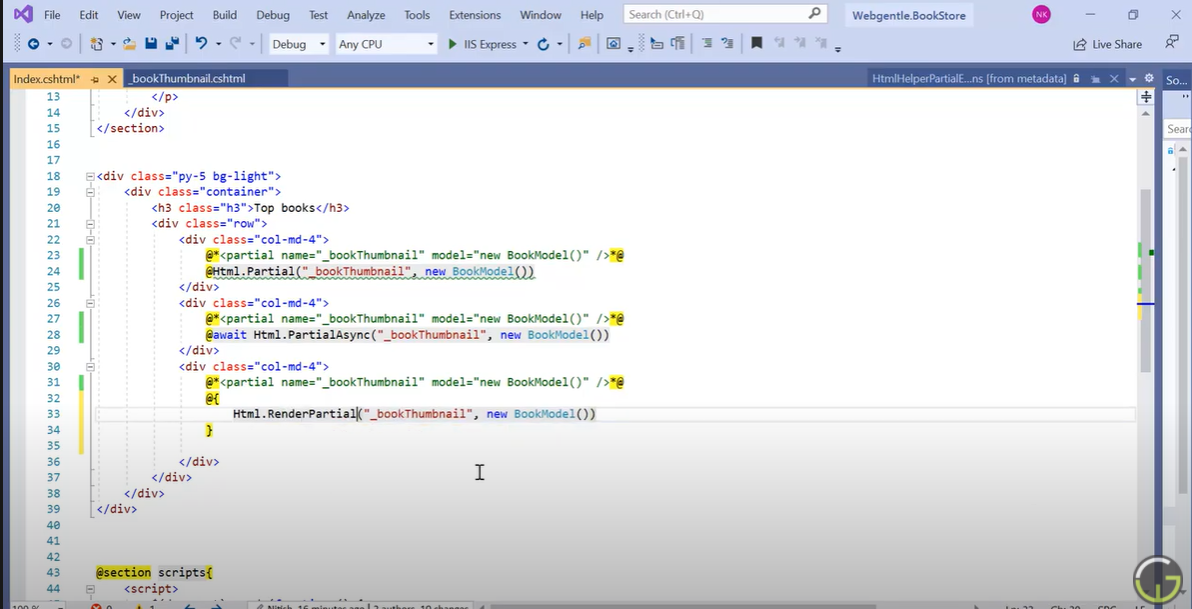 File Edit View Project Build Debug Test Analyze Tools Extensions Window Help Search (Ctrl+Q) Webgentle.BookStore NK
Debug Any CPU IIS Express Live Share
Index.cshtml* _bookThumbnail.cshtml HtmlHelperPartialE...ns [from metadata] So...
Sear
13 </p>
14 </div>
15 </section>
16
17
18 <div class="py-5 bg-light">
19 <div class="container">
20 <h3 class="h3">Top books</h3>
21 <div class="row">
22 <div class="col-md-4">
23 @*<partial name="_bookThumbnail" model="new BookModel()" />*@
24 @Html.Partial("_bookThumbnail", new BookModel())
25 </div>
26 <div class="col-md-4">
27 @*<partial name="_bookThumbnail" model="new BookModel()" />*@
28 @await Html.PartialAsync("_bookThumbnail", new BookModel())
29 </div>
30 <div class="col-md-4">
31 @*<partial name="_bookThumbnail" model="new BookModel()" />*@
32 @{
33 Html.RenderPartial("_bookThumbnail", new BookModel())
34 }
35
36 </div>
37 </div>
38 </div>
39 </div>
40
41
42
43 @section scripts{
44 <script>